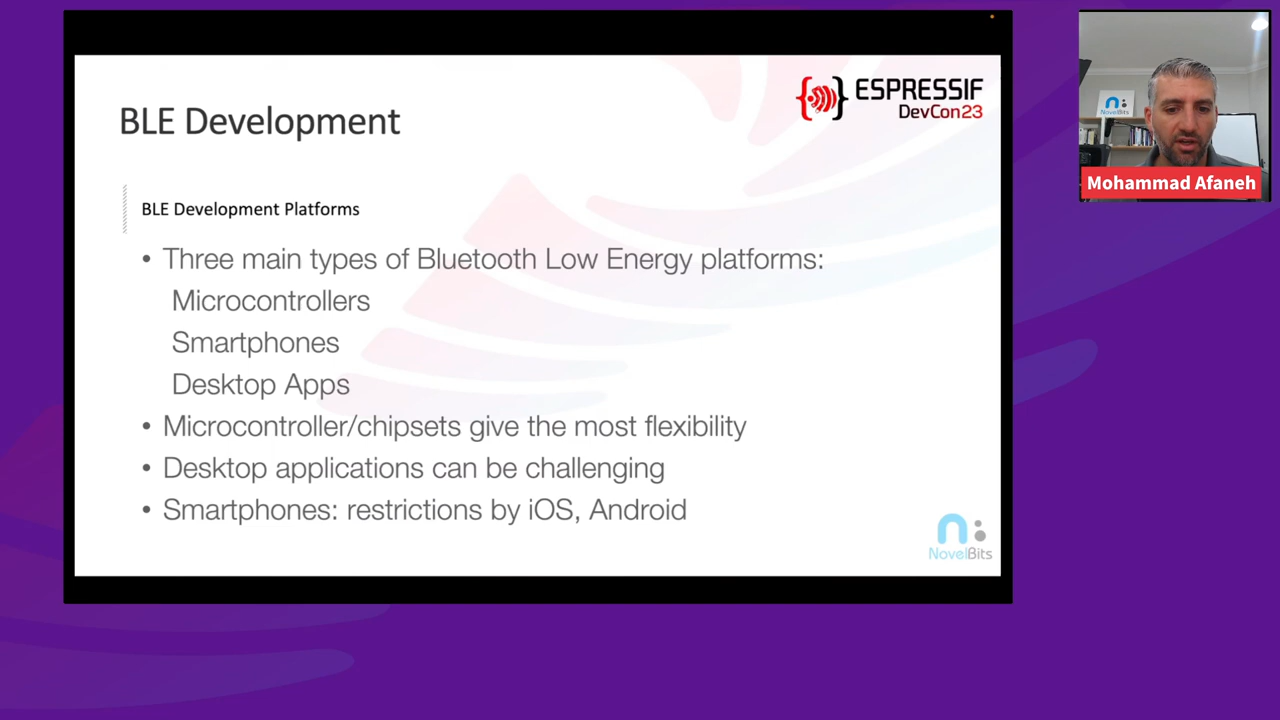 ESPRESSIF
DevCon23
BLE Development
BLE Development Platforms
• Three main types of Bluetooth Low Energy platforms:
Microcontrollers
Smartphones
Desktop Apps
• Microcontroller/chipsets give the most flexibility
• Desktop applications can be challenging
• Smartphones: restrictions by iOS, Android
NovelBits
NovelBits
Mohammad Afaneh